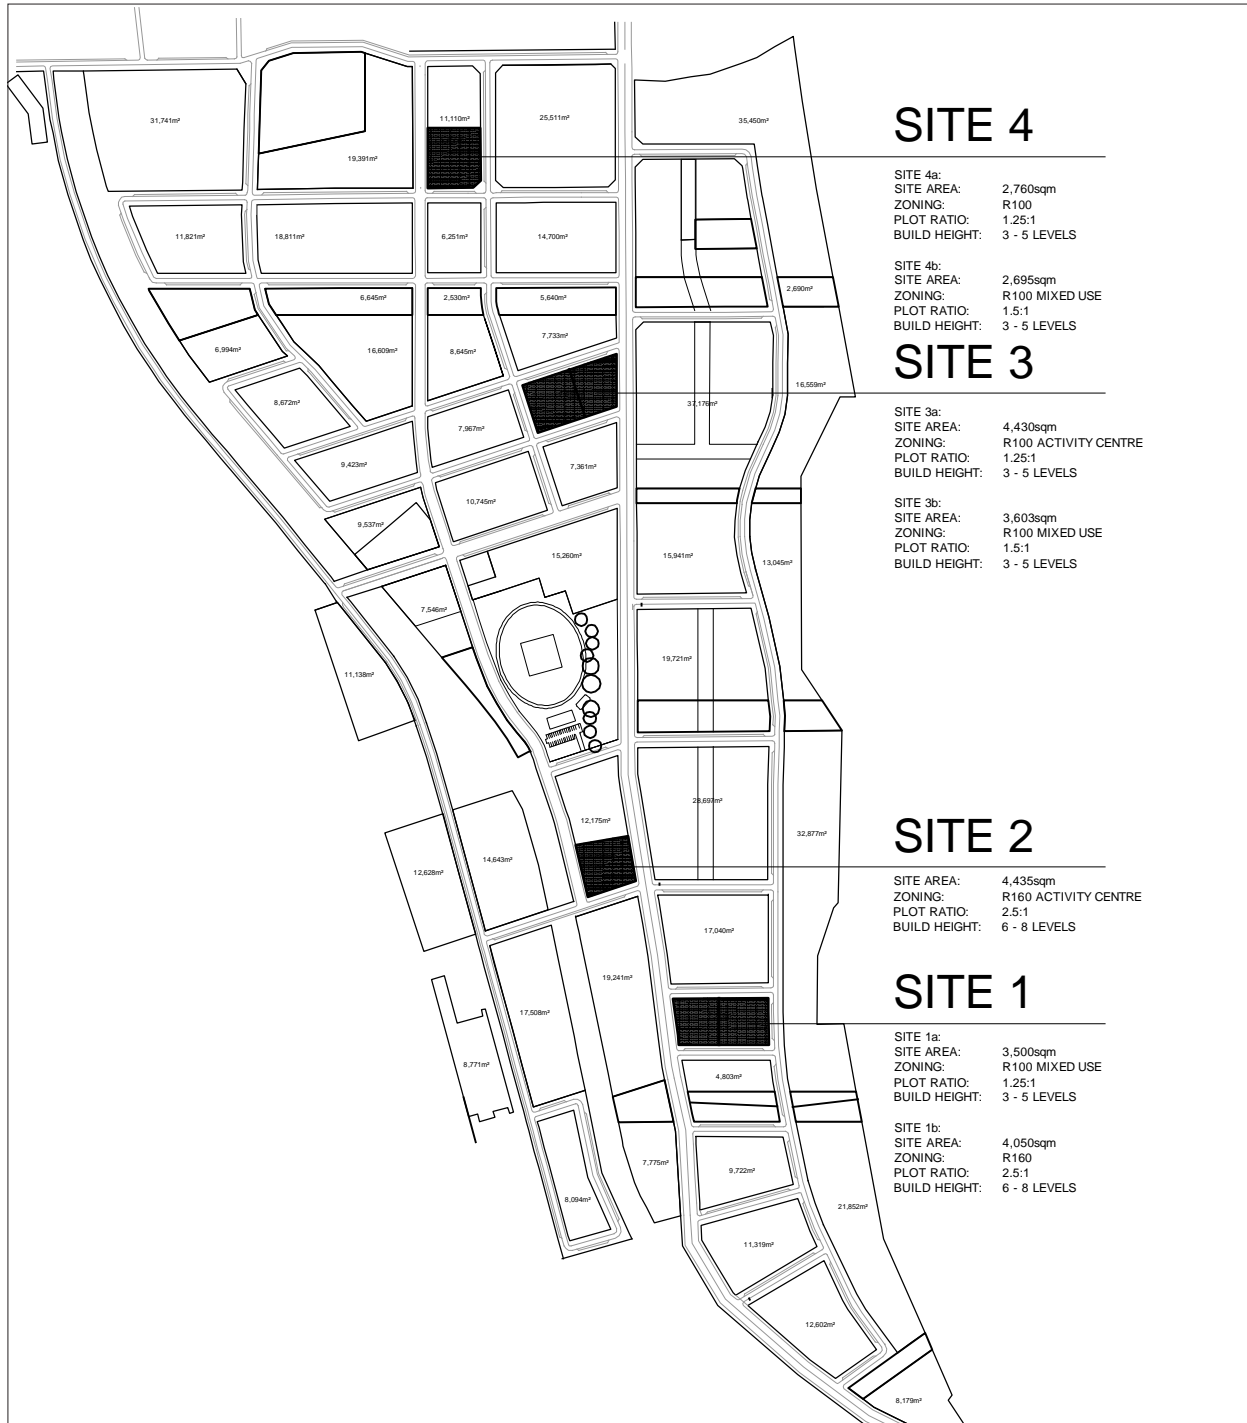 SITE 4
SITE 4a:
SITE AREA: 2,760sqm
ZONING: R100
PLOT RATIO: 1.25:1
BUILD HEIGHT: 3 - 5 LEVELS
SITE 4b:
SITE AREA: 2,695sqm
ZONING: R100 MIXED USE
PLOT RATIO: 1.5:1
BUILD HEIGHT: 3 - 5 LEVELS
SITE 3
SITE 3a:
SITE AREA: 4,430sqm
ZONING: R100 ACTIVITY CENTRE
PLOT RATIO: 1.25:1
BUILD HEIGHT: 3 - 5 LEVELS
SITE 3b:
SITE AREA: 3,603sqm
ZONING: R100 MIXED USE
PLOT RATIO: 1.5:1
BUILD HEIGHT: 3 - 5 LEVELS
SITE 2
SITE AREA: 4,435sqm
ZONING: R160 ACTIVITY CENTRE
PLOT RATIO: 2.5:1
BUILD HEIGHT: 6 - 8 LEVELS
SITE 1
SITE 1a:
SITE AREA: 3,500sqm
ZONING: R100 MIXED USE
PLOT RATIO: 1.25:1
BUILD HEIGHT: 3 - 5 LEVELS
SITE 1b:
SITE AREA: 4,050sqm
ZONING: R160
PLOT RATIO: 2.5:1
BUILD HEIGHT: 6 - 8 LEVELS
31,741m²
11,110m²
25,511m²
35,450m²
19,391m²
11,821m²
18,811m²
6,251m²
14,700m²
2,690m²
6,645m²
2,530m²
5,640m²
7,733m²
6,994m²
16,609m²
8,645m²
16,559m²
8,672m²
37,176m²
7,967m²
9,423m²
7,361m²
10,745m²
9,537m²
15,260m²
15,941m²
13,045m²
7,546m²
19,721m²
11,138m²
28,697m²
12,175m²
32,877m²
14,643m²
12,628m²
17,040m²
19,241m²
17,508m²
8,771m²
4,803m²
7,775m²
9,722m²
8,094m²
21,852m²
11,319m²
12,602m²
8,179m²